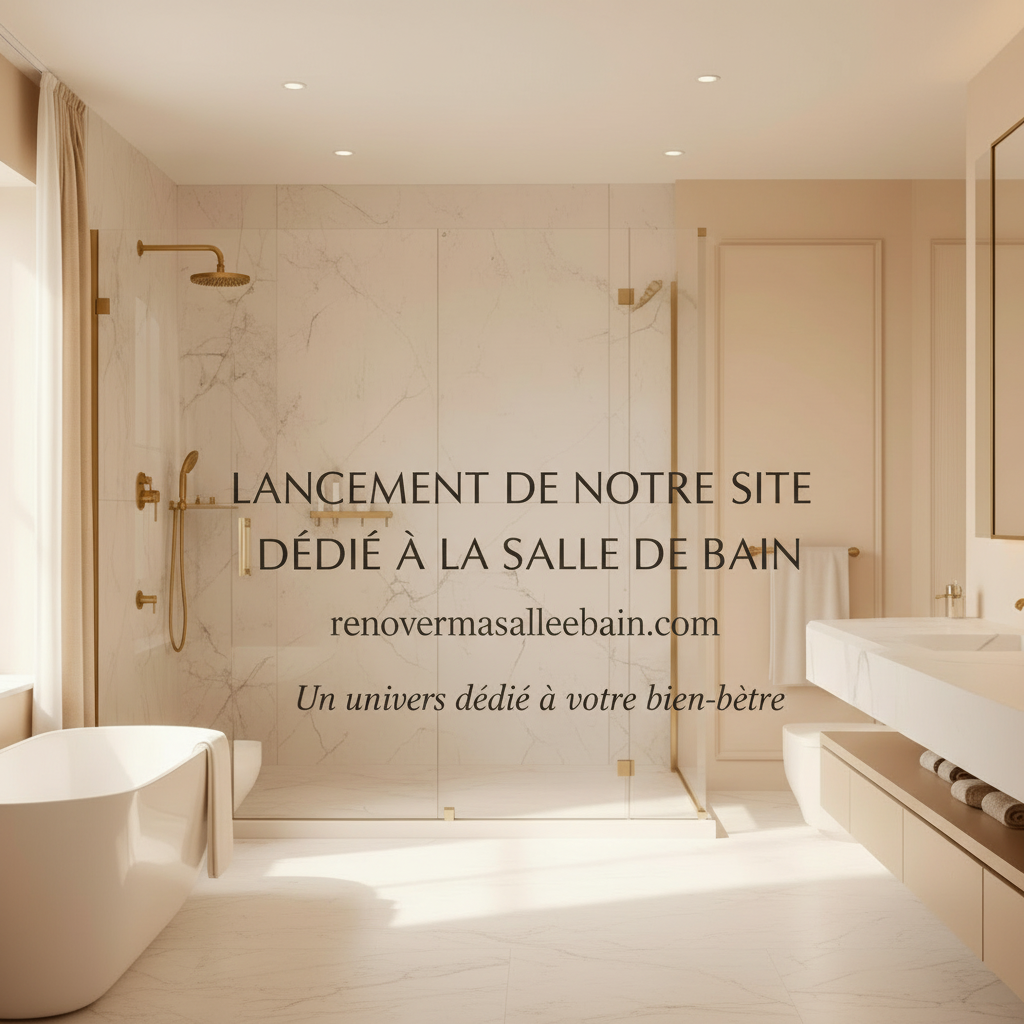 LANCEMENT DE NOTRE SITE
DÉDIÉ À LA SALLE DE BAIN
renovermasalleebain.com
Un univers dédié à votre bien-bètre